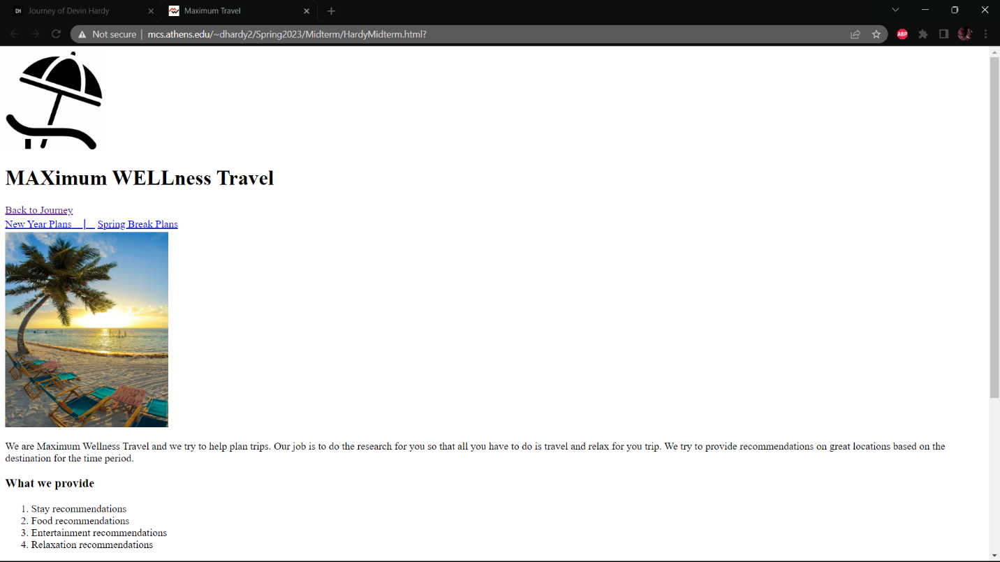 DH Journey of Devin Hardy
Maximum Travel
Not secure | mcs.athens.edu/~dhardy2/Spring2023/Midterm/HardyMidterm.html?
ABP
MAXimum WELLness Travel
Back to Journey
New Year Plans | Spring Break Plans
We are Maximum Wellness Travel and we try to help plan trips. Our job is to do the research for you so that all you have to do is travel and relax for you trip. We try to provide recommendations on great locations based on the
destination for the time period.
What we provide
1. Stay recommendations
2. Food recommendations
3. Entertainment recommendations
4. Relaxation recommendations